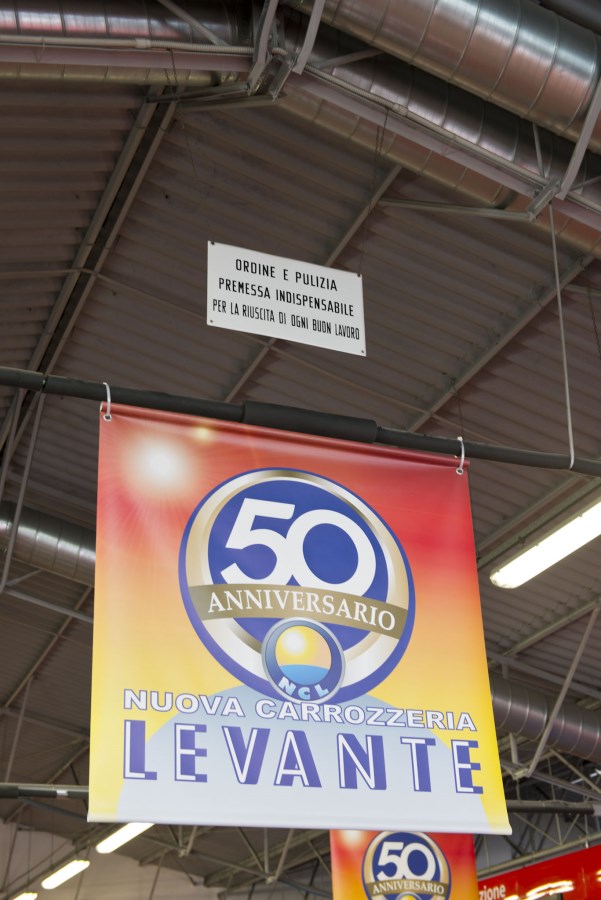 ORDINE E PULIZIA
PREMESSA INDISPENSABILE
PER LA RIUSCITA DI OGNI BUON LAVORO
50
ANNIVERSARIO
NCL
NUOVA CARROZZERIA
LEVANTE
50
ANNIVERSARIO